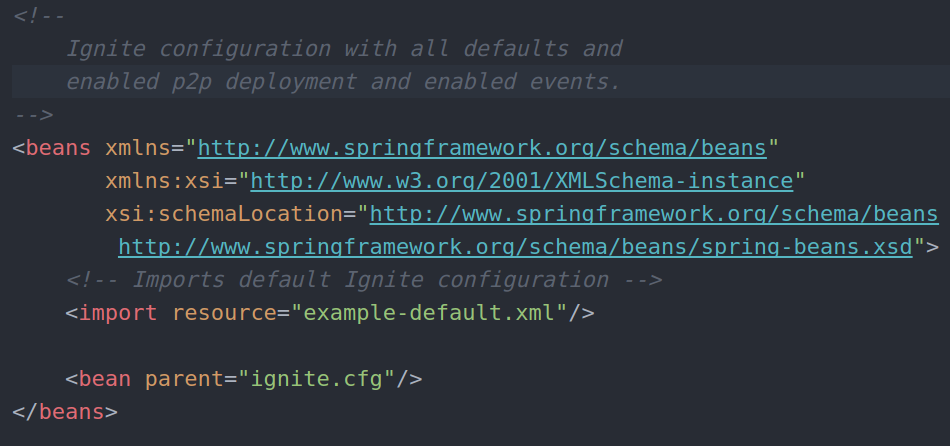 <!--
    Ignite configuration with all defaults and
    enabled p2p deployment and enabled events.
-->
<beans xmlns="http://www.springframework.org/schema/beans"
       xmlns:xsi="http://www.w3.org/2001/XMLSchema-instance"
       xsi:schemaLocation="http://www.springframework.org/schema/beans
        http://www.springframework.org/schema/beans/spring-beans.xsd">
    <!-- Imports default Ignite configuration -->
    <import resource="example-default.xml"/>

    <bean parent="ignite.cfg"/>
</beans>